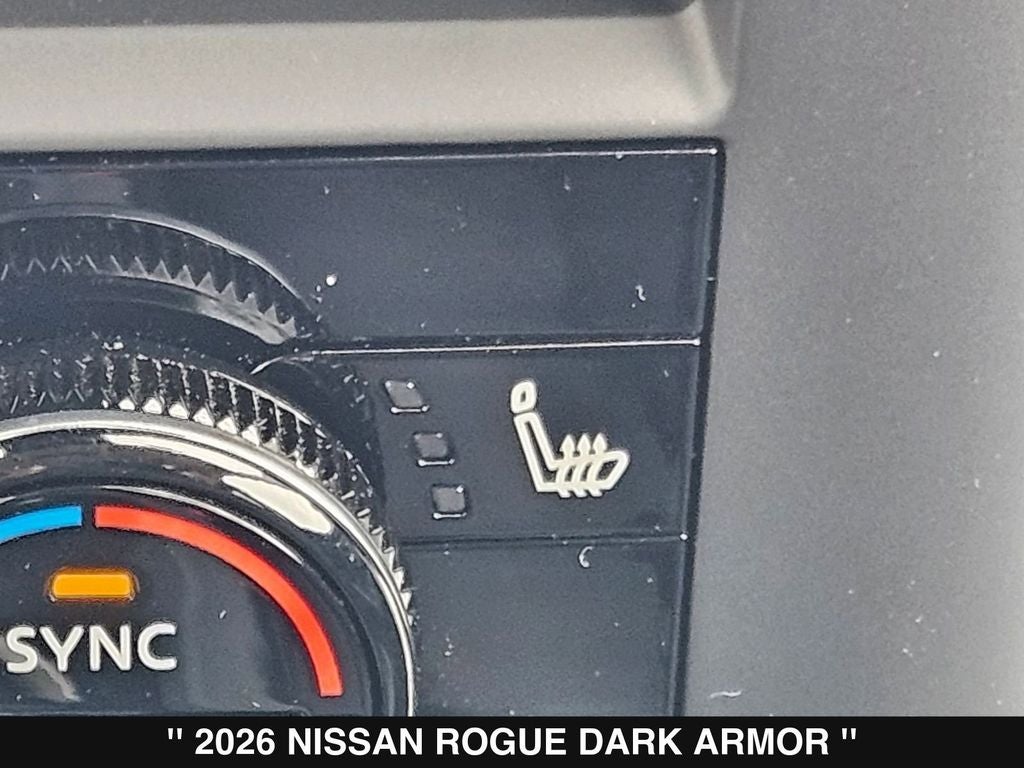 SYNC
" 2026 NISSAN ROGUE DARK ARMOR "